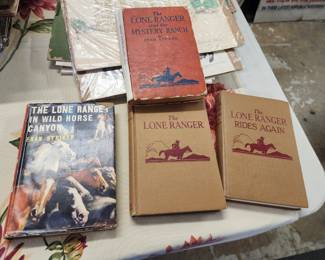 The
LONE RANGER
and the
MYSTERY RANCH
by
FRAN STRIKER
THE LONE RANGER
IN WILD HORSE
CANYON
FRAN STRIKER
The
LONE RANGER
The
LONE RANGER
RIDES AGAIN